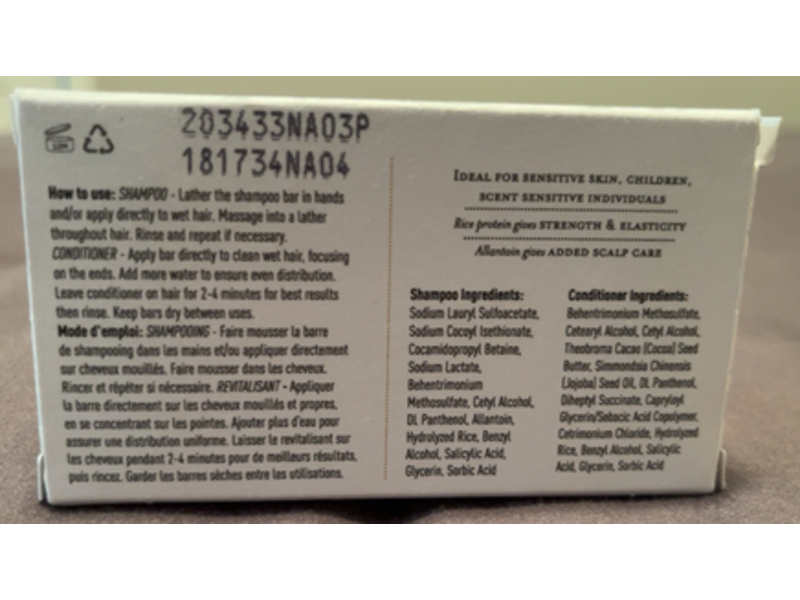 203433NA03P
181734NA04
How to use: SHAMPOO - Lather the shampoo bar in hands
and/or apply directly to wet hair. Massage into a lather
throughout hair. Rinse and repeat if necessary.
CONDITIONER - Apply bar directly to clean wet hair, focusing
on the ends. Add more water to ensure even distribution.
Leave conditioner on hair for 2-4 minutes for best results
then rinse. Keep bars dry between uses.
Mode d'emploi: SHAMPOOING - Faire mousser la barre
de shampooing dans les mains et/ou appliquer directement
sur cheveux mouillés. Faire mousser dans les cheveux.
Rincer et répéter si nécessaire. REVITALISANT - Appliquer
la barre directement sur les cheveux mouillés et propres,
en se concentrant sur les pointes. Ajouter plus d'eau pour
assurer une distribution uniforme. Laisser le revitalisant sur
les cheveux pendant 2-4 minutes pour de meilleurs résultats,
puis rincez. Garder les barres sèches entre les utilisations.
IDEAL FOR SENSITIVE SKIN, CHILDREN,
SCENT SENSITIVE INDIVIDUALS
Rice protein gives STRENGTH & ELASTICITY
Allantoin gives ADDED SCALP CARE
Shampoo Ingredients:
Sodium Lauryl Sulfoacetate,
Sodium Cocoyl Isethionate,
Cocamidopropyl Betaine,
Sodium Lactate,
Behentrimonium
Methosulfate, Cetyl Alcohol,
DL Panthenol, Allantoin,
Hydrolyzed Rice, Benzyl
Alcohol, Salicylic Acid,
Glycerin, Sorbic Acid
Conditioner Ingredients:
Behentrimonium Methosulfate,
Cetearyl Alcohol, Cetyl Alcohol,
Theobroma Cacao (Cocoa) Seed
Butter, Simmondsia Chinensis
(Jojoba) Seed Oil, DL Panthenol,
Diheptyl Succinate, Capryloyl
Glycerin/Sebacic Acid Copolymer,
Cetrimonium Chloride, Hydrolyzed
Rice, Benzyl Alcohol, Salicylic
Acid, Glycerin, Sorbic Acid